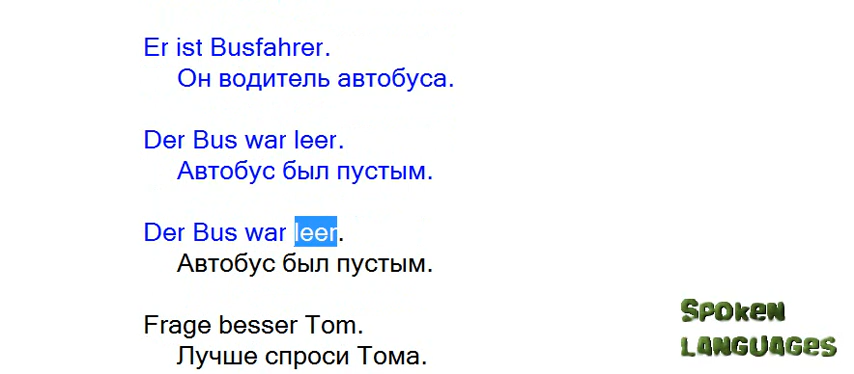 Er ist Busfahrer.
Он водитель автобуса.
Der Bus war leer.
Автобус был пустым.
Der Bus war leer.
Автобус был пустым.
Frage besser Tom.
Лучше спроси Тома.
SPOKEN
LANGUAGES